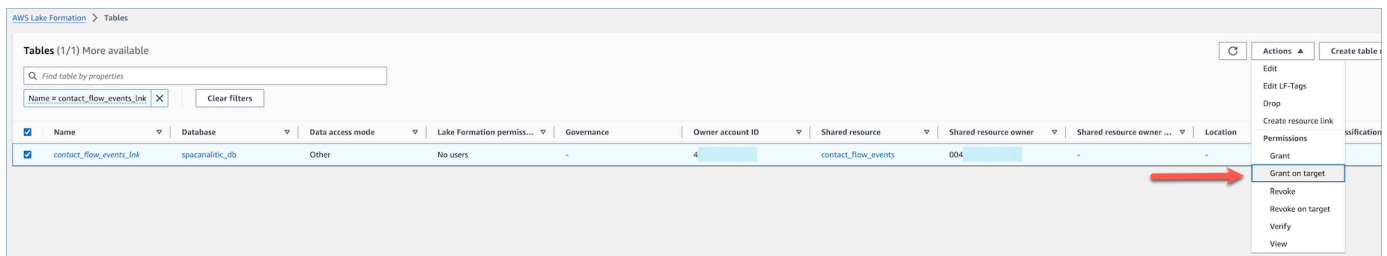 AWS Lake Formation > Tables
Tables (1/1) More available
Actions ▲ Create table
Find table by properties
Name = contact_flow_events_lnk X Clear filters
Name Database Data access mode Lake Formation permiss... Governance Owner account ID Shared resource Shared resource owner Shared resource owner ... Location
contact_flow_events_lnk spacanalitic_db Other No users - 4 contact_flow_events 004 - -
Edit
Edit LF-Tags
Drop
Create resource link
Permissions
Grant
Grant on target
Revoke
Revoke on target
Verify
View